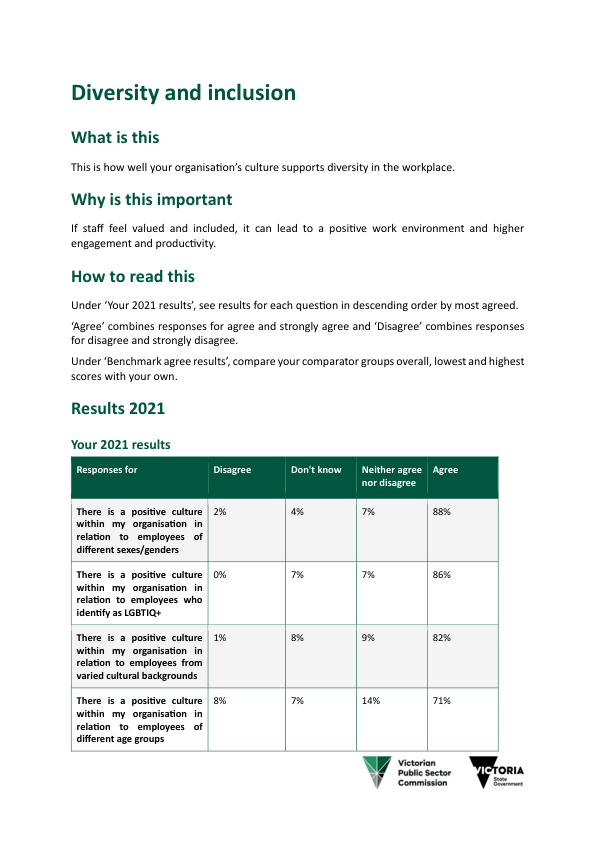 Diversity and inclusion
What is this
This is how well your organisation’s culture supports diversity in the workplace.
Why is this important
If staff feel valued and included, it can lead to a positive work environment and higher
engagement and productivity.
How to read this
Under ‘Your 2021 results’, see results for each question in descending order by most agreed.
‘Agree’ combines responses for agree and strongly agree and ‘Disagree’ combines responses
for disagree and strongly disagree.
Under ‘Benchmark agree results’, compare your comparator groups overall, lowest and highest
scores with your own.
Results 2021
Your 2021 results
Responses for Disagree Don't know Neither agree Agree
nor disagree
There is a positive culture 2% 4% 7% 88%
within my organisation in
relation to employees of
different sexes/genders
There is a positive culture 0% 7% 7% 86%
within my organisation in
relation to employees who
identify as LGBTIQ+
There is a positive culture 1% 8% 9% 82%
within my organisation in
relation to employees from
varied cultural backgrounds
There is a positive culture 8% 7% 14% 71%
within my organisation in
relation to employees of
different age groups
Victorian
Public Sector
Commission
VICTORIA
State
Government